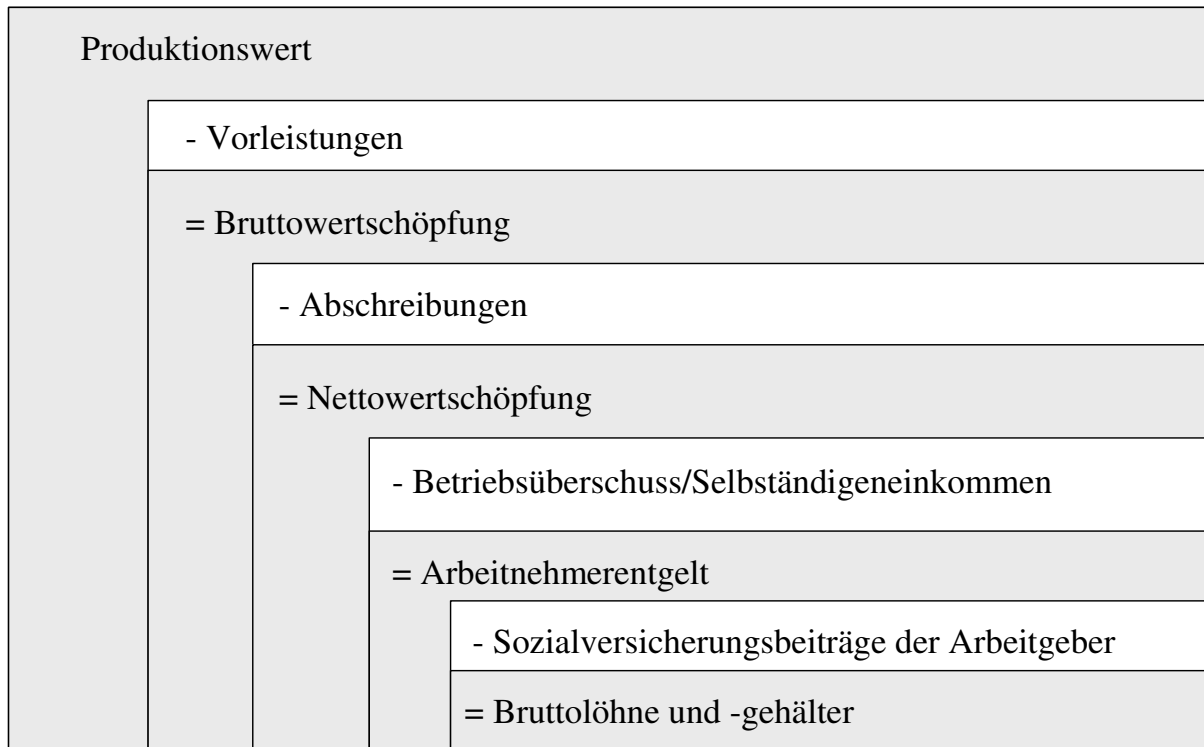 Produktionswert
- Vorleistungen
= Bruttowertschöpfung
- Abschreibungen
= Nettowertschöpfung
- Betriebsüberschuss/Selbständigeneinkommen
= Arbeitnehmerentgelt
- Sozialversicherungsbeiträge der Arbeitgeber
= Bruttolöhne und -gehälter